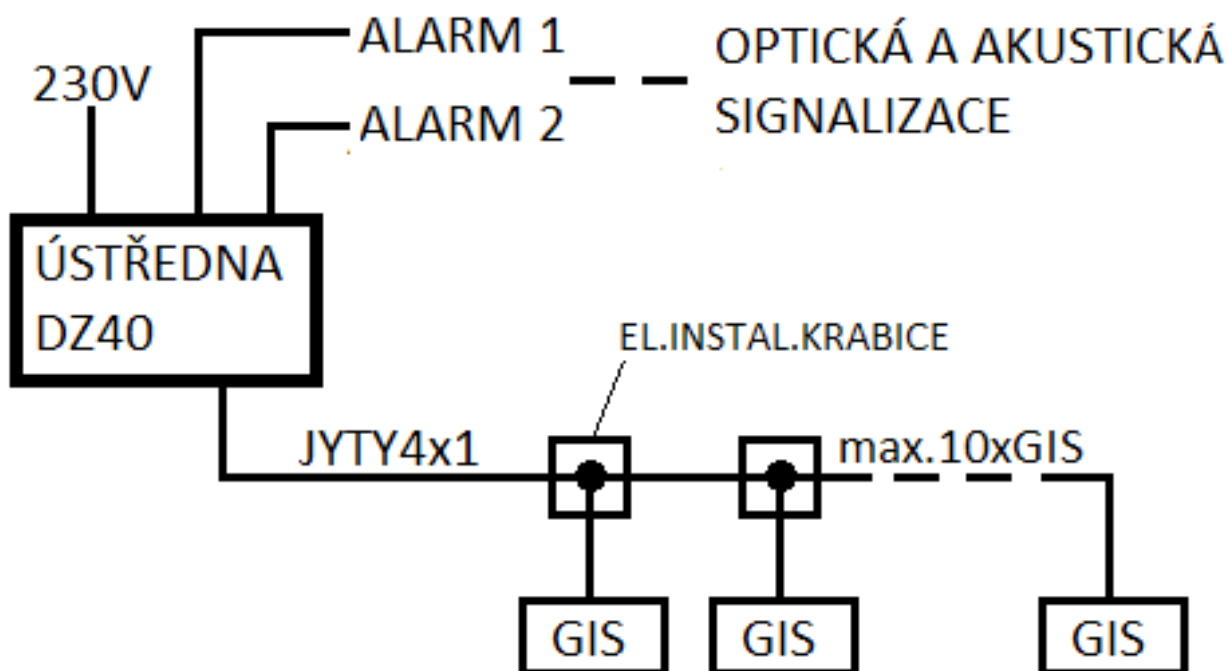 ALARM 1
OPTICKÁ A AKUSTICKÁ
SIGNALIZACE
230V
ALARM 2
ÚSTŘEDNA
DZ40
EL.INSTAL.KRABICE
JYTY4x1
max.10xGIS
GIS
GIS
GIS